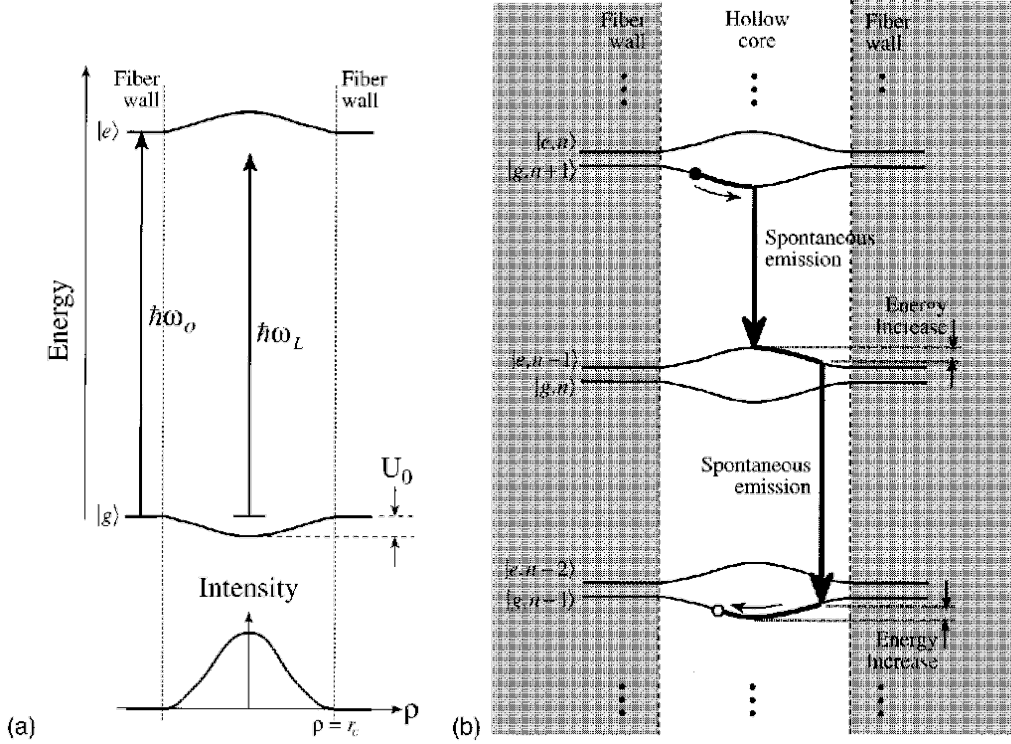 Fiber
wall
Fiber
wall
|e⟩
Energy
ħω_o
ħω_L
U_0
|g⟩
Intensity
ρ
ρ = r_c
(a)
Fiber
wall
Hollow
core
Fiber
wall
|e,n⟩
|g,n+1⟩
Spontaneous
emission
Energy
Increase
|e,n−1⟩
|g,n⟩
Spontaneous
emission
|e,n−2⟩
|g,n−1⟩
Energy
Increase
(b)